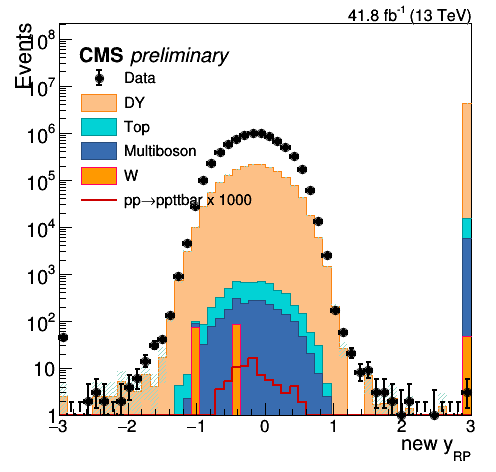 41.8 fb⁻¹ (13 TeV)
Events
CMS preliminary
Data
DY
Top
Multiboson
W
pp→ppttbar x 1000
10⁸
10⁷
10⁶
10⁵
10⁴
10³
10²
10
1
−3 −2 −1 0 1 2 3
new y_RP